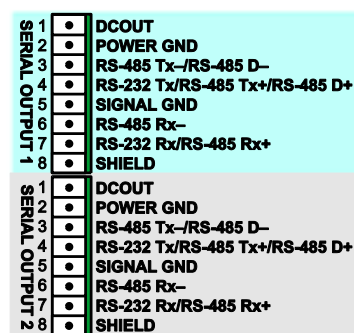 SERIAL OUTPUT 1
1 DCOUT
2 POWER GND
3 RS-485 Tx–/RS-485 D–
4 RS-232 Tx/RS-485 Tx+/RS-485 D+
5 SIGNAL GND
6 RS-485 Rx–
7 RS-232 Rx/RS-485 Rx+
8 SHIELD
SERIAL OUTPUT 2
1 DCOUT
2 POWER GND
3 RS-485 Tx–/RS-485 D–
4 RS-232 Tx/RS-485 Tx+/RS-485 D+
5 SIGNAL GND
6 RS-485 Rx–
7 RS-232 Rx/RS-485 Rx+
8 SHIELD